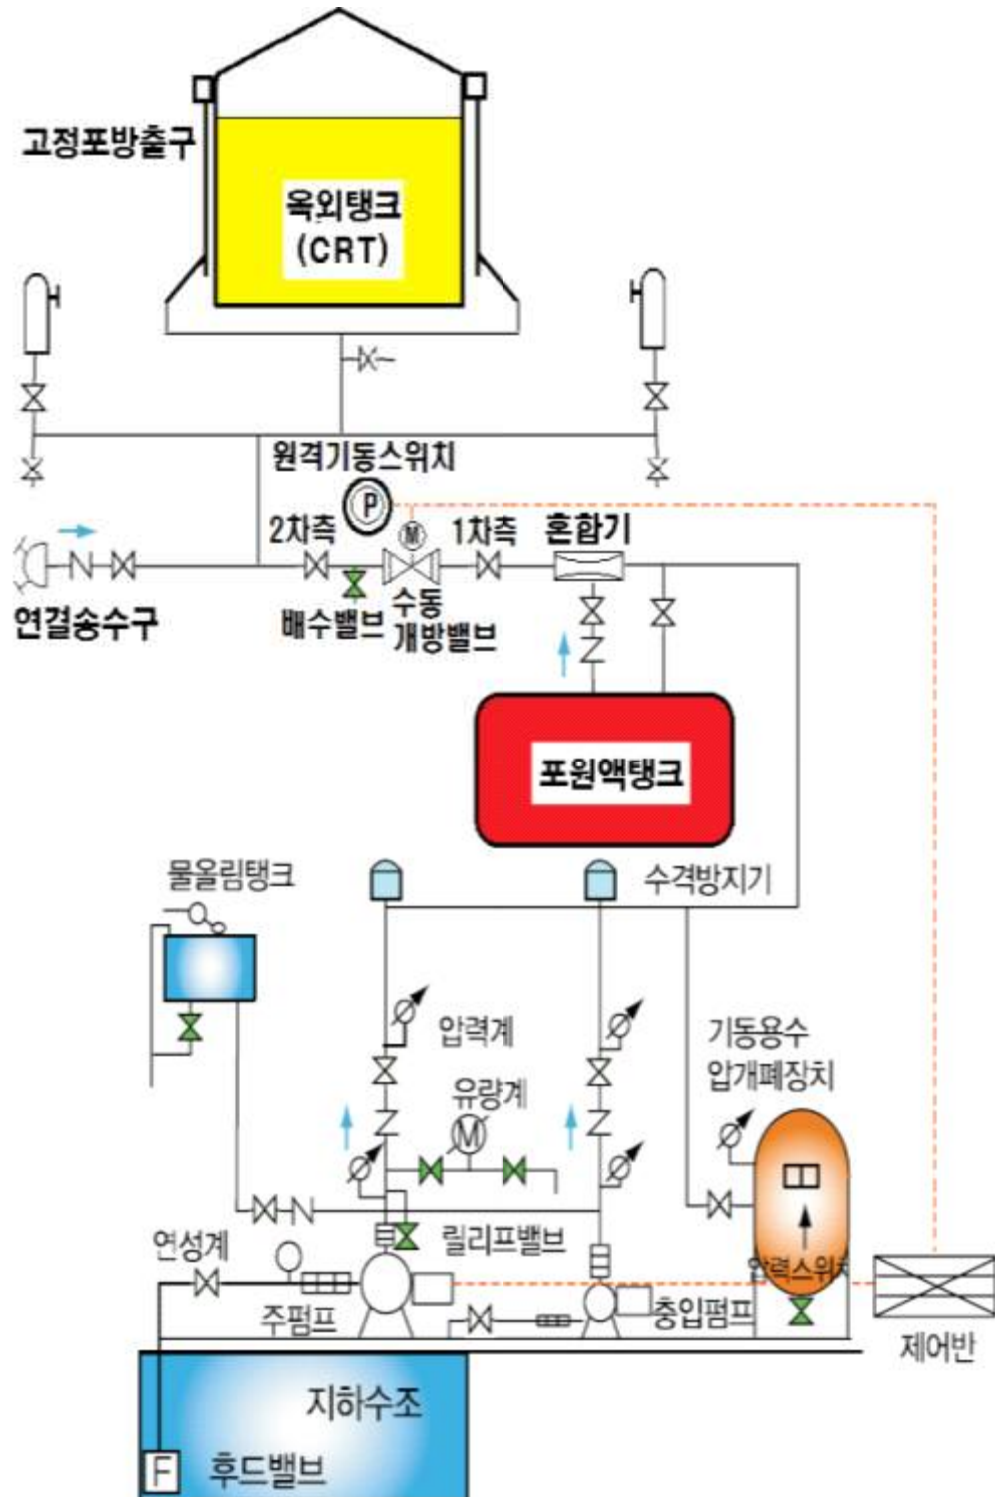 고정포방출구
옥외탱크
(CRT)
원격기동스위치
P
2차측
M
1차측
혼합기
연결송수구
배수밸브
수동
개방밸브
포원액탱크
물올림탱크
수격방지기
압력계
기동용수
압개폐장치
유량계
M
연성계
릴리프밸브
압력스위치
주펌프
충입펌프
제어반
지하수조
F
후드밸브